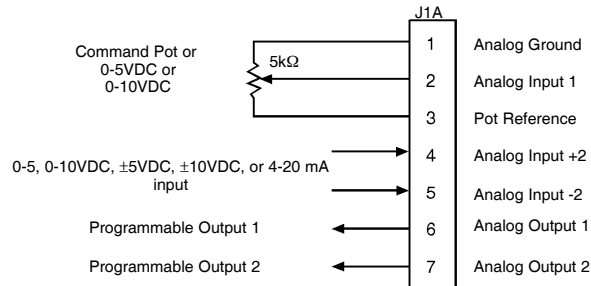 J1A
Command Pot or
0-5VDC or
0-10VDC
5kΩ
1 Analog Ground
2 Analog Input 1
3 Pot Reference
0-5, 0-10VDC, ±5VDC, ±10VDC, or 4-20 mA
input
4 Analog Input +2
5 Analog Input -2
Programmable Output 1 6 Analog Output 1
Programmable Output 2 7 Analog Output 2